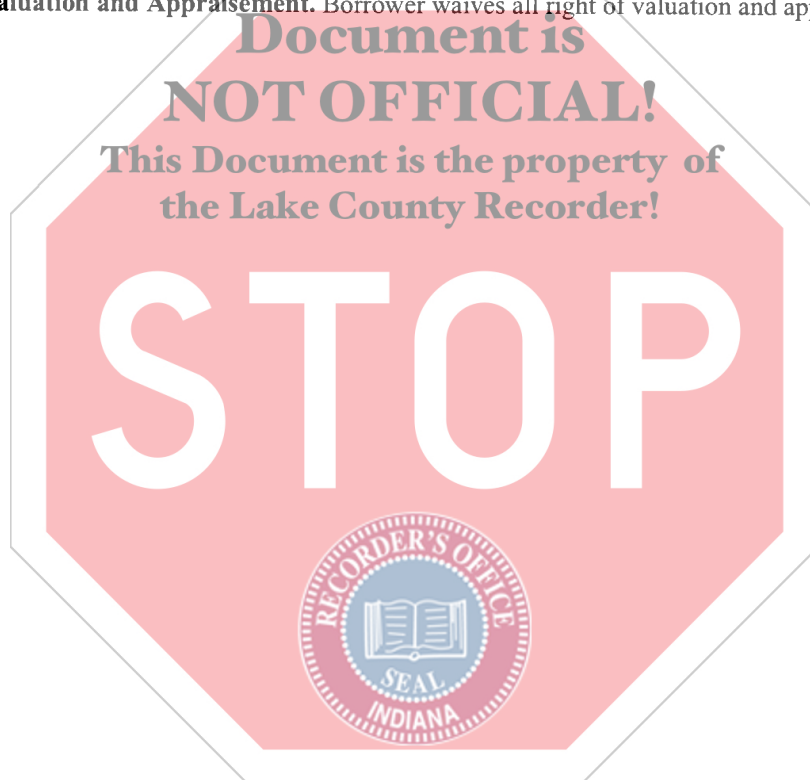 aluation and Appraisement. Borrower waives all right of valuation and
Document is
NOT OFFICIAL!
This Document is the property of
the Lake County Recorder!
STOP
RECORDER'S OFFICE
SEAL
INDIANA